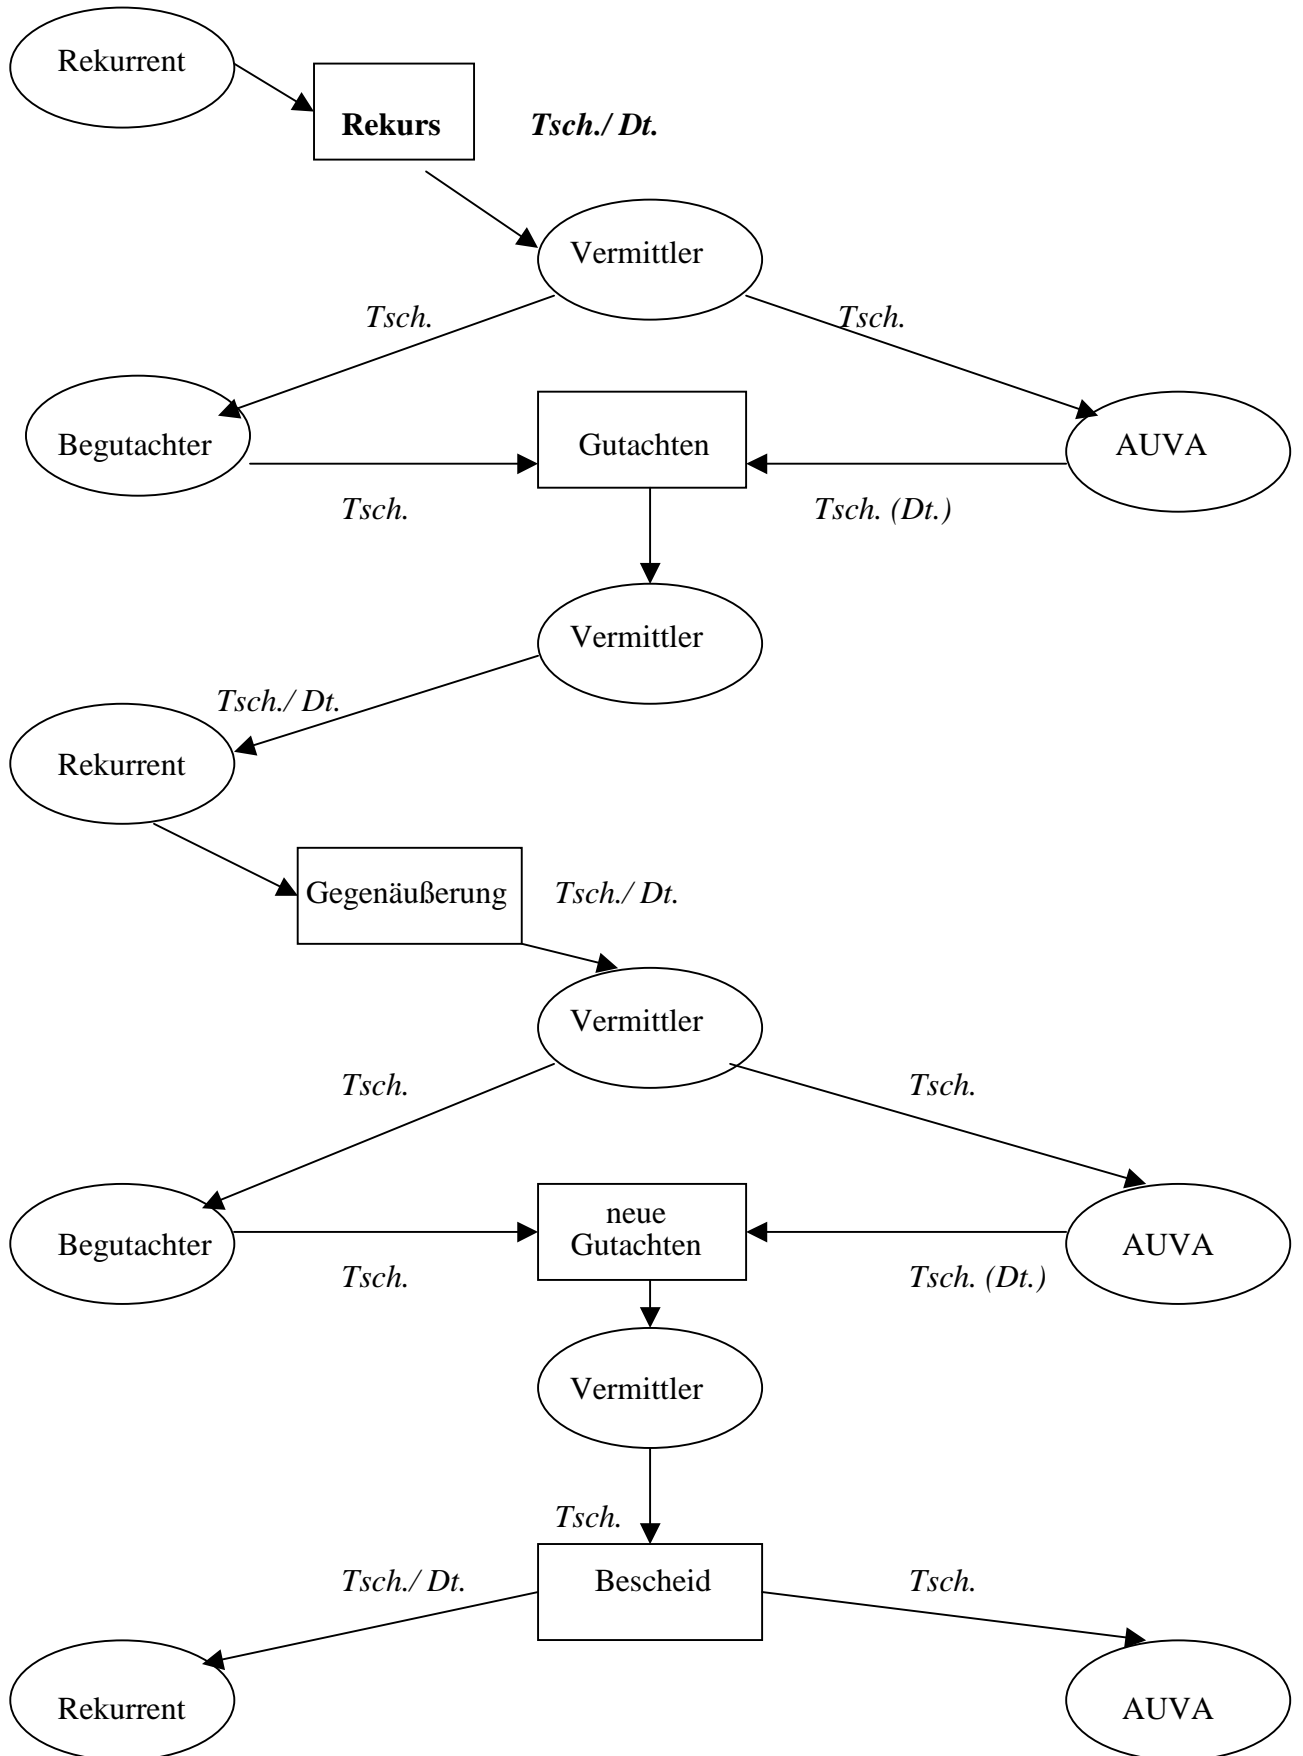 Rekurrent
Rekurs
Tsch./ Dt.
Vermittler
Tsch.
Tsch.
Begutachter
Gutachten
AUVA
Tsch.
Tsch. (Dt.)
Vermittler
Tsch./ Dt.
Rekurrent
Gegenäußerung
Tsch./ Dt.
Vermittler
Tsch.
Tsch.
Begutachter
neue
Gutachten
AUVA
Tsch.
Tsch. (Dt.)
Vermittler
Tsch.
Tsch./ Dt.
Bescheid
Tsch.
Rekurrent
AUVA